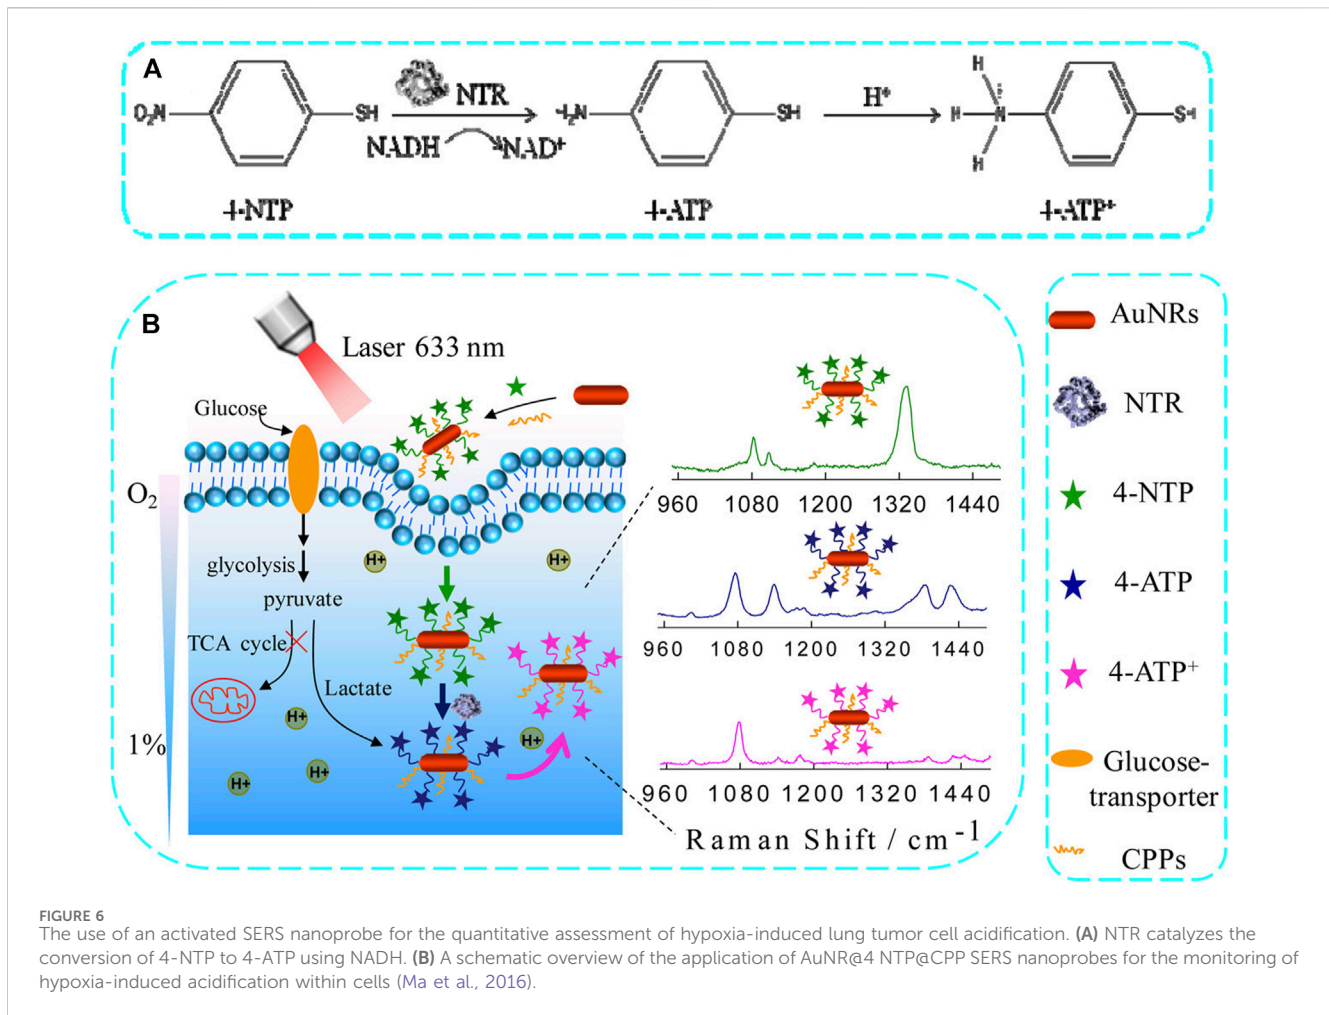 A
O₂N
SH
NTR
NADH
NAD⁺
4-NTP
H₂N
SH
4-ATP
H⁺
H
H
N
H
SH
4-ATP⁺
B
Laser 633 nm
Glucose
O₂
H+
H+
glycolysis
pyruvate
TCA cycle
Lactate
H+
H+
1%
H+
H+
960 1080 1200 1320 1440
960 1080 1200 1320 1440
960 1080 1200 1320 1440
Raman Shift / cm⁻¹
AuNRs
NTR
4-NTP
4-ATP
4-ATP⁺
Glucose-
transporter
CPPs
FIGURE 6
The use of an activated SERS nanoprobe for the quantitative assessment of hypoxia-induced lung tumor cell acidification. (A) NTR catalyzes the
conversion of 4-NTP to 4-ATP using NADH. (B) A schematic overview of the application of AuNR@4 NTP@CPP SERS nanoprobes for the monitoring of
hypoxia-induced acidification within cells (Ma et al., 2016).